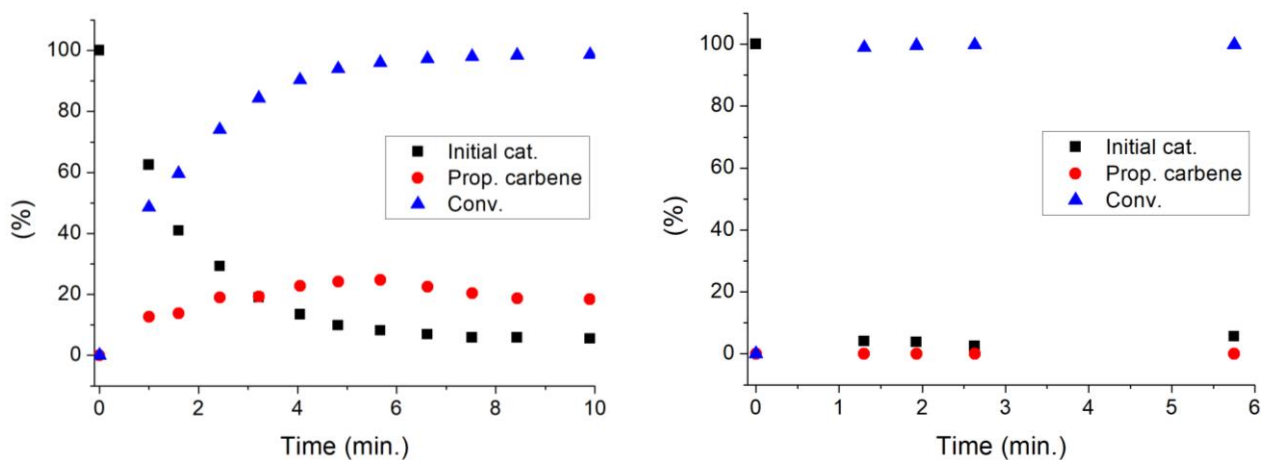 100
80
60
40
20
0
(%)
Initial cat.
Prop. carbene
Conv.
0 2 4 6 8 10
Time (min.)
100
80
60
40
20
0
(%)
Initial cat.
Prop. carbene
Conv.
0 1 2 3 4 5 6
Time (min.)